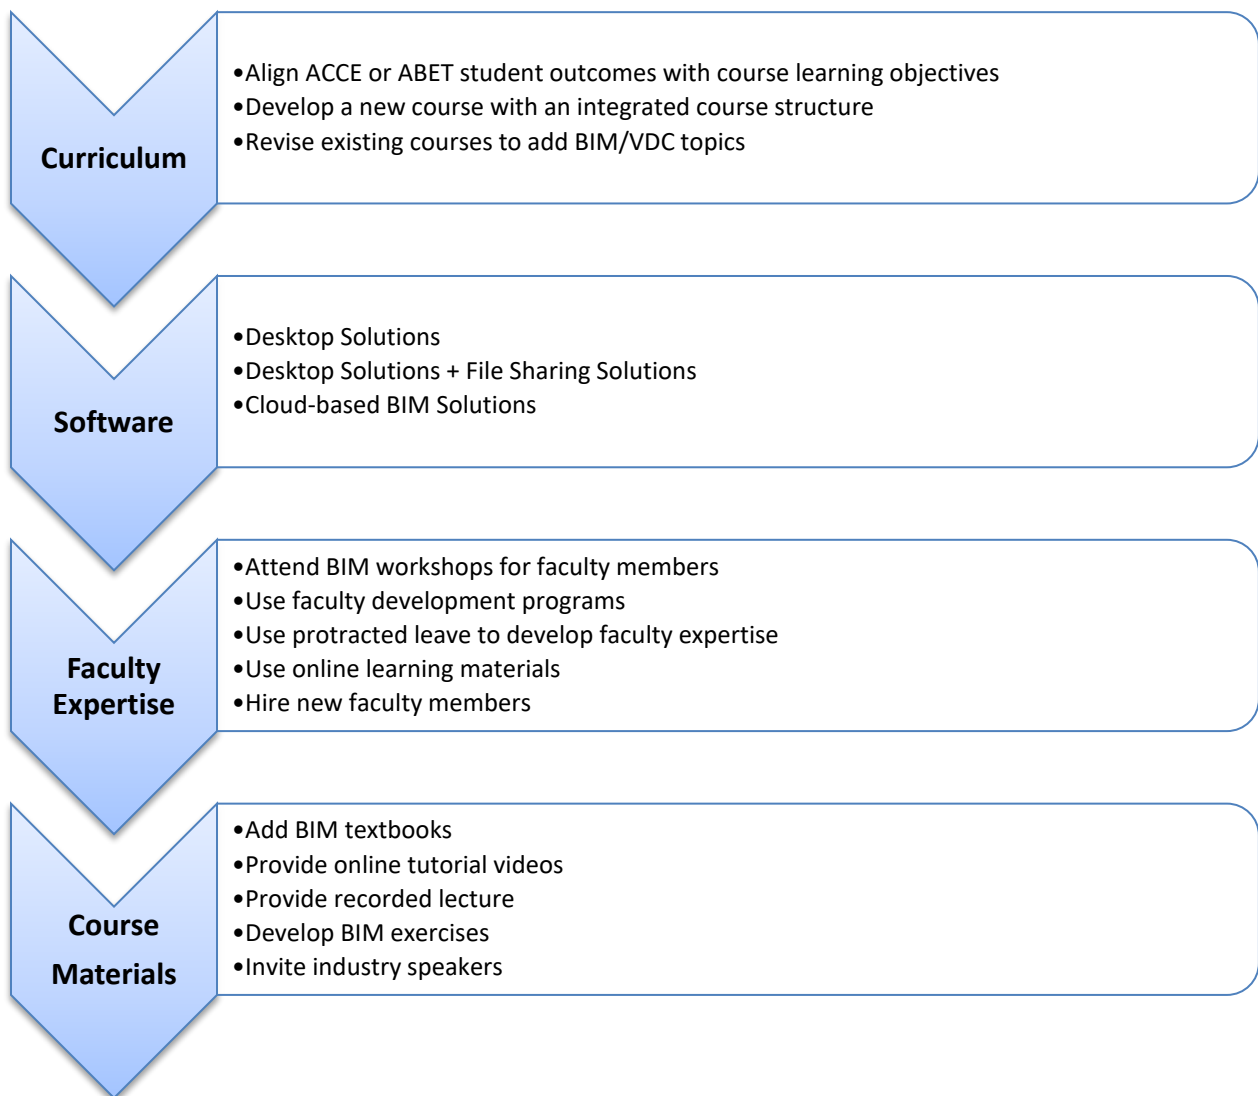 Curriculum
•Align ACCE or ABET student outcomes with course learning objectives
•Develop a new course with an integrated course structure
•Revise existing courses to add BIM/VDC topics
Software
•Desktop Solutions
•Desktop Solutions + File Sharing Solutions
•Cloud-based BIM Solutions
Faculty
Expertise
•Attend BIM workshops for faculty members
•Use faculty development programs
•Use protracted leave to develop faculty expertise
•Use online learning materials
•Hire new faculty members
Course
Materials
•Add BIM textbooks
•Provide online tutorial videos
•Provide recorded lecture
•Develop BIM exercises
•Invite industry speakers